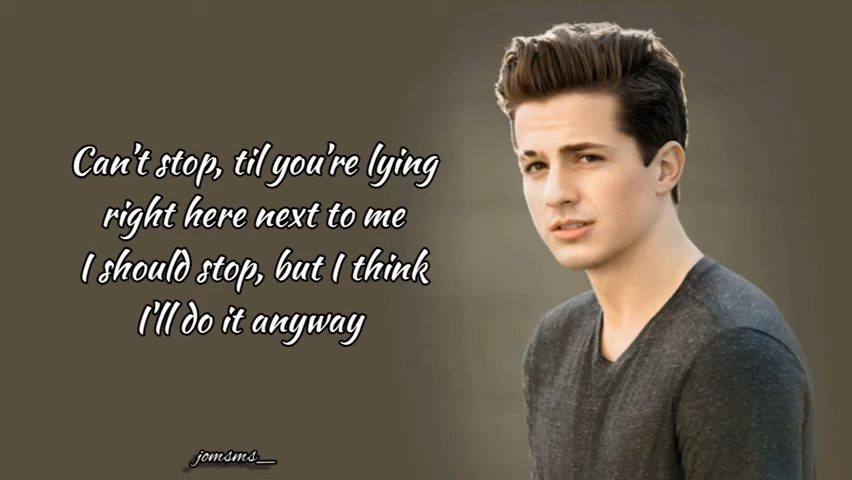 Can't stop, til you're lying
right here next to me
I should stop, but I think
I'll do it anyway
jomsms_